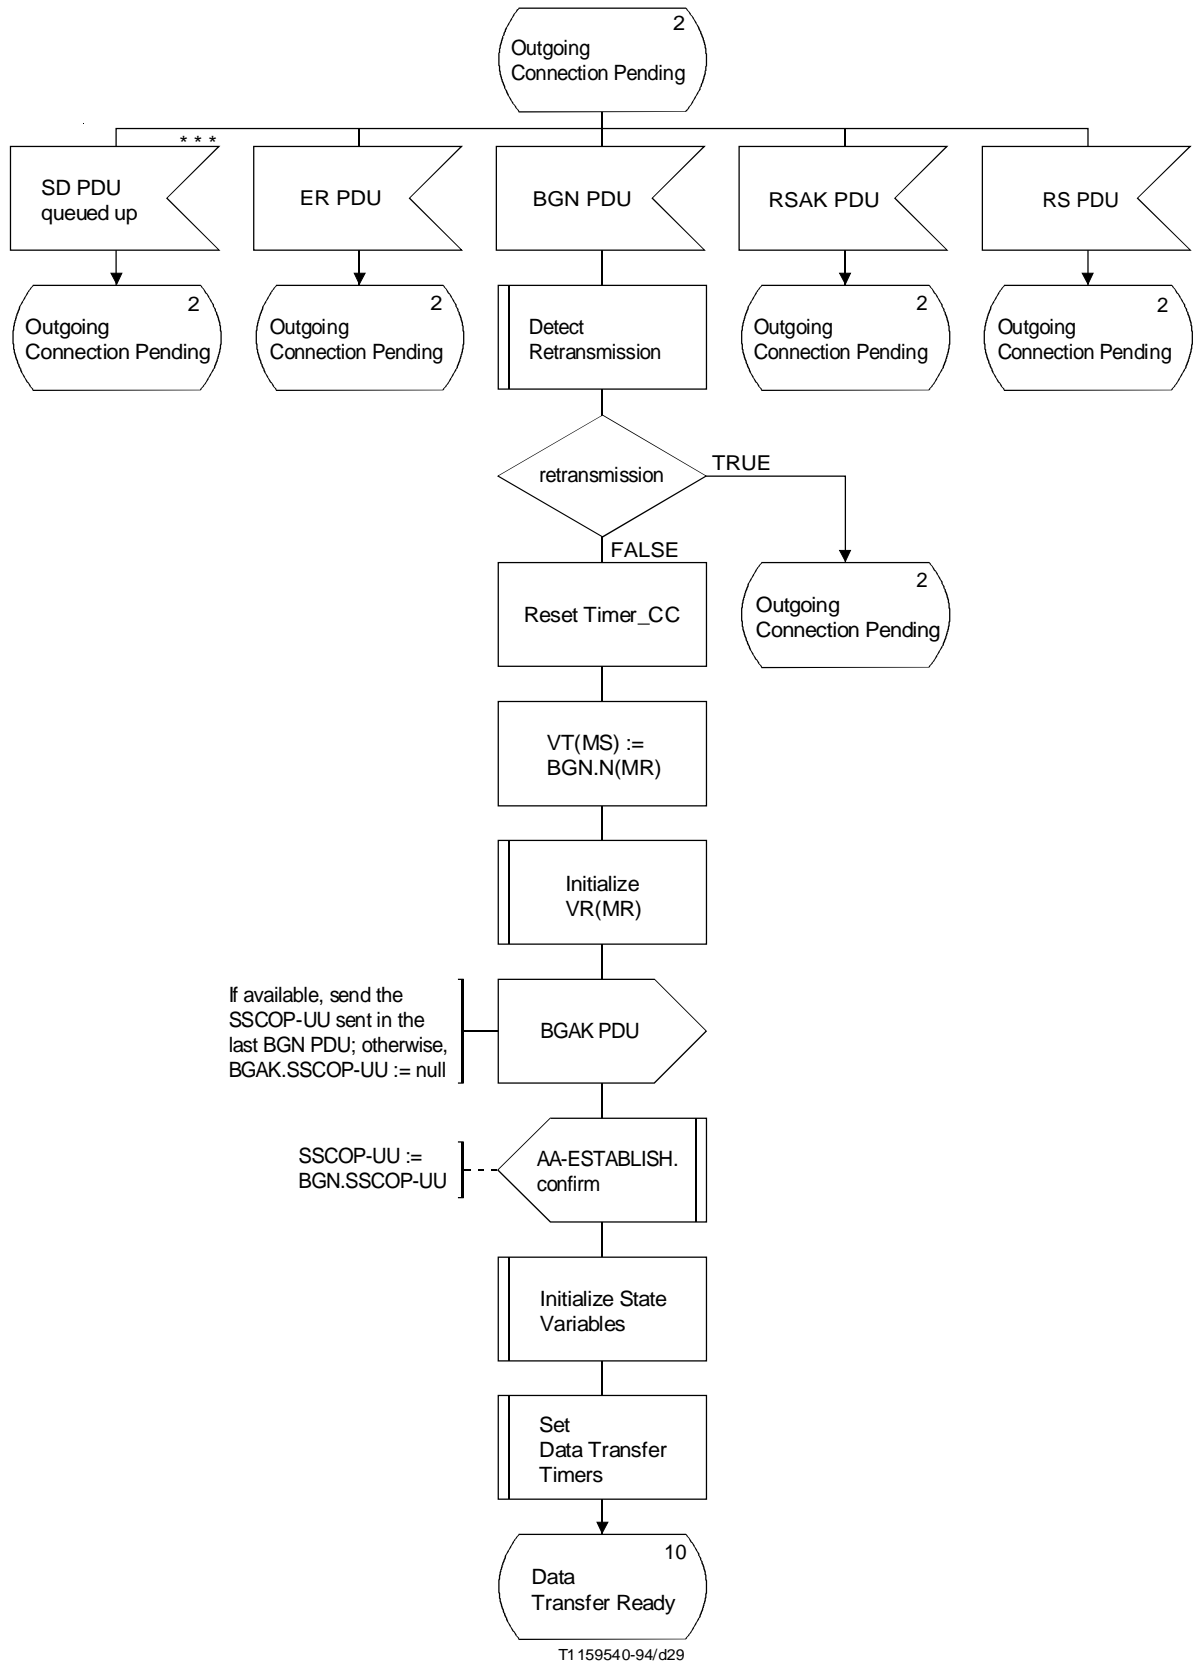 2
Outgoing
Connection Pending
* * *
SD PDU
queued up
ER PDU
BGN PDU
RSAK PDU
RS PDU
2
Outgoing
Connection Pending
2
Outgoing
Connection Pending
Detect
Retransmission
2
Outgoing
Connection Pending
2
Outgoing
Connection Pending
retransmission
TRUE
FALSE
Reset Timer_CC
2
Outgoing
Connection Pending
VT(MS) :=
BGN.N(MR)
Initialize
VR(MR)
If available, send the
SSCOP-UU sent in the
last BGN PDU; otherwise,
BGAK.SSCOP-UU := null
BGAK PDU
SSCOP-UU :=
BGN.SSCOP-UU
AA-ESTABLISH.
confirm
Initialize State
Variables
Set
Data Transfer
Timers
10
Data
Transfer Ready
T1159540-94/d29